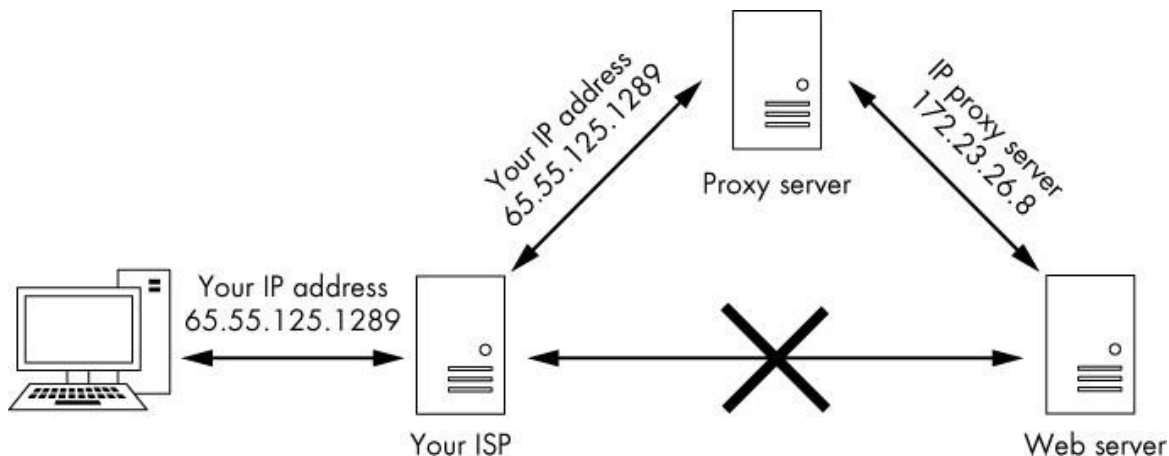 Your IP address
65.55.125.1289
Your IP address
65.55.125.1289
Proxy server
IP proxy server
172.23.26.8
Your ISP
Web server